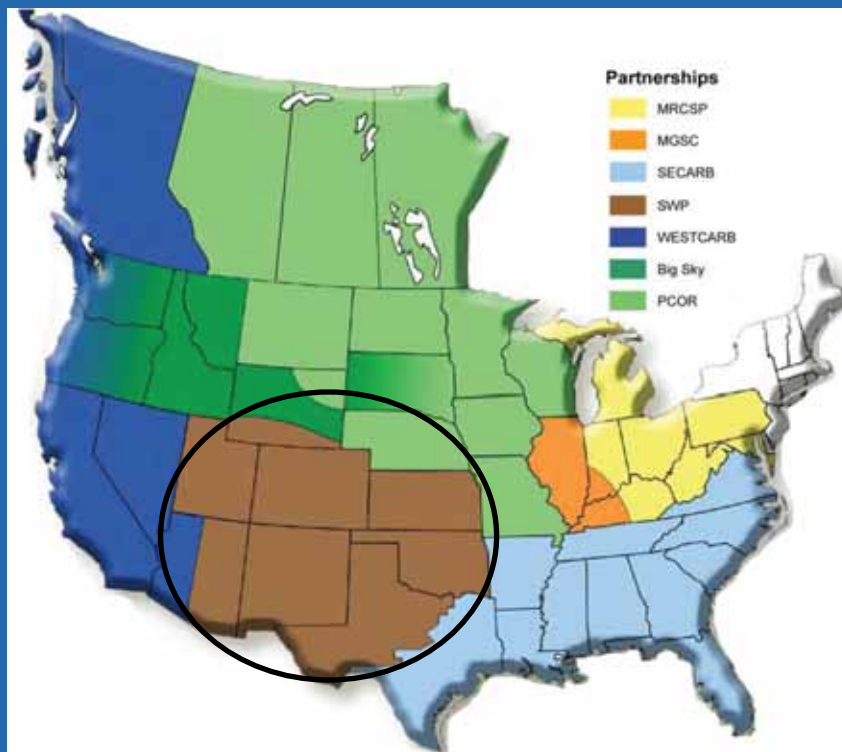 Partnerships
MRCSP
MGSC
SECARB
SWP
WESTCARB
Big Sky
PCOR